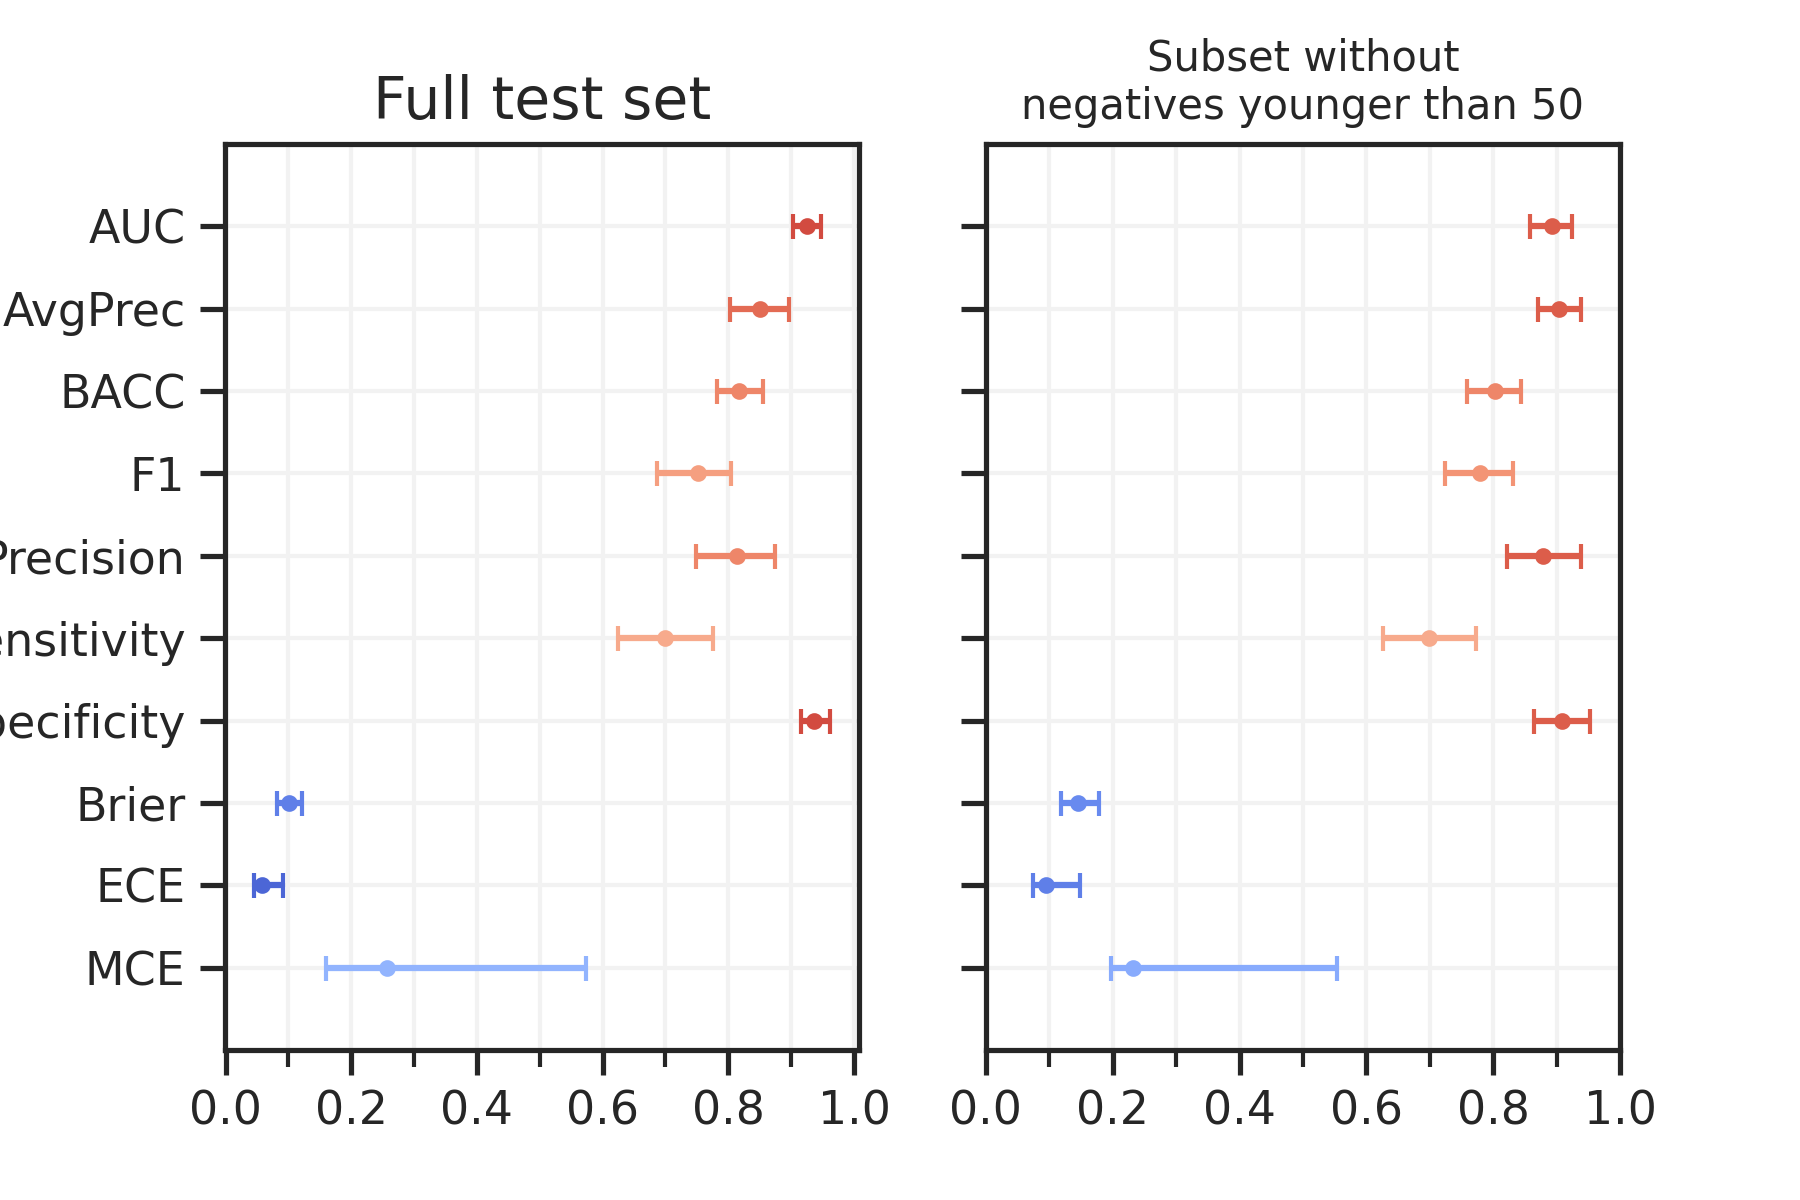 Full test set
Subset without
negatives younger than 50
AUC
AvgPrec
BACC
F1
Precision
ensitivity
pecificity
Brier
ECE
MCE
0.0 0.2 0.4 0.6 0.8 1.0
0.0 0.2 0.4 0.6 0.8 1.0